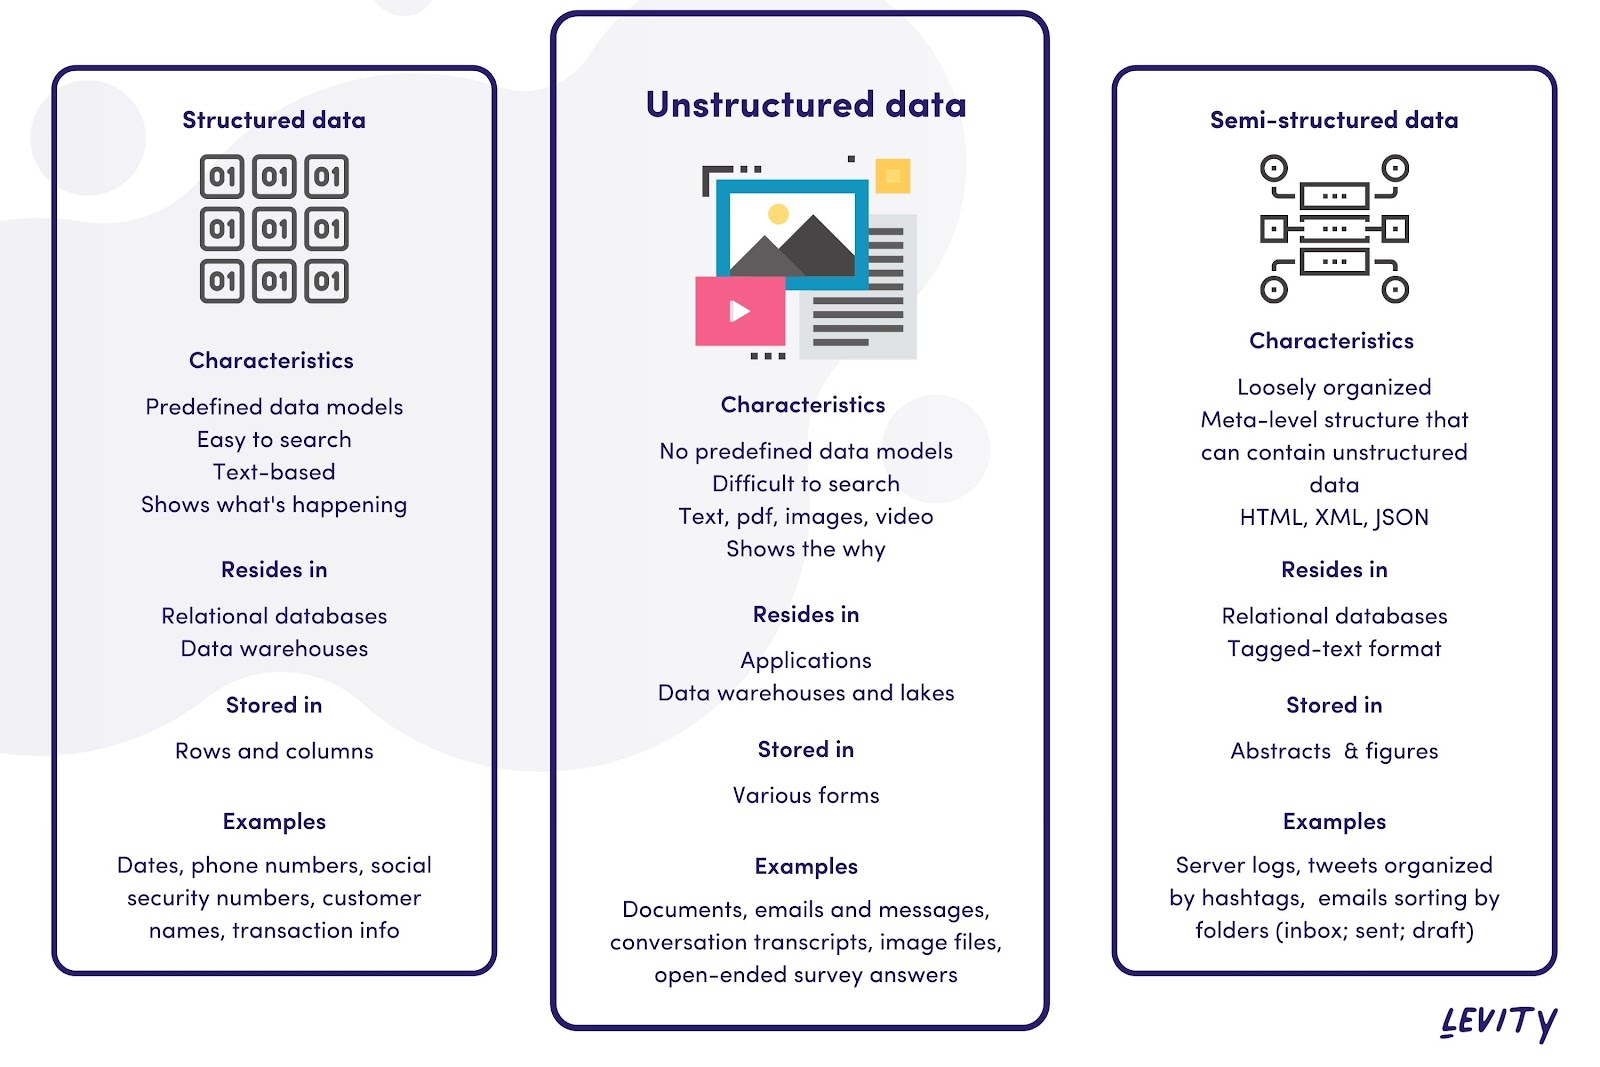 Structured data
01 01 01
01 01 01
01 01 01
Characteristics
Predefined data models
Easy to search
Text-based
Shows what's happening
Resides in
Relational databases
Data warehouses
Stored in
Rows and columns
Examples
Dates, phone numbers, social
security numbers, customer
names, transaction info
Unstructured data
Characteristics
No predefined data models
Difficult to search
Text, pdf, images, video
Shows the why
Resides in
Applications
Data warehouses and lakes
Stored in
Various forms
Examples
Documents, emails and messages,
conversation transcripts, image files,
open-ended survey answers
Semi-structured data
Characteristics
Loosely organized
Meta-level structure that
can contain unstructured
data
HTML, XML, JSON
Resides in
Relational databases
Tagged-text format
Stored in
Abstracts & figures
Examples
Server logs, tweets organized
by hashtags, emails sorting by
folders (inbox; sent; draft)
LEVITY